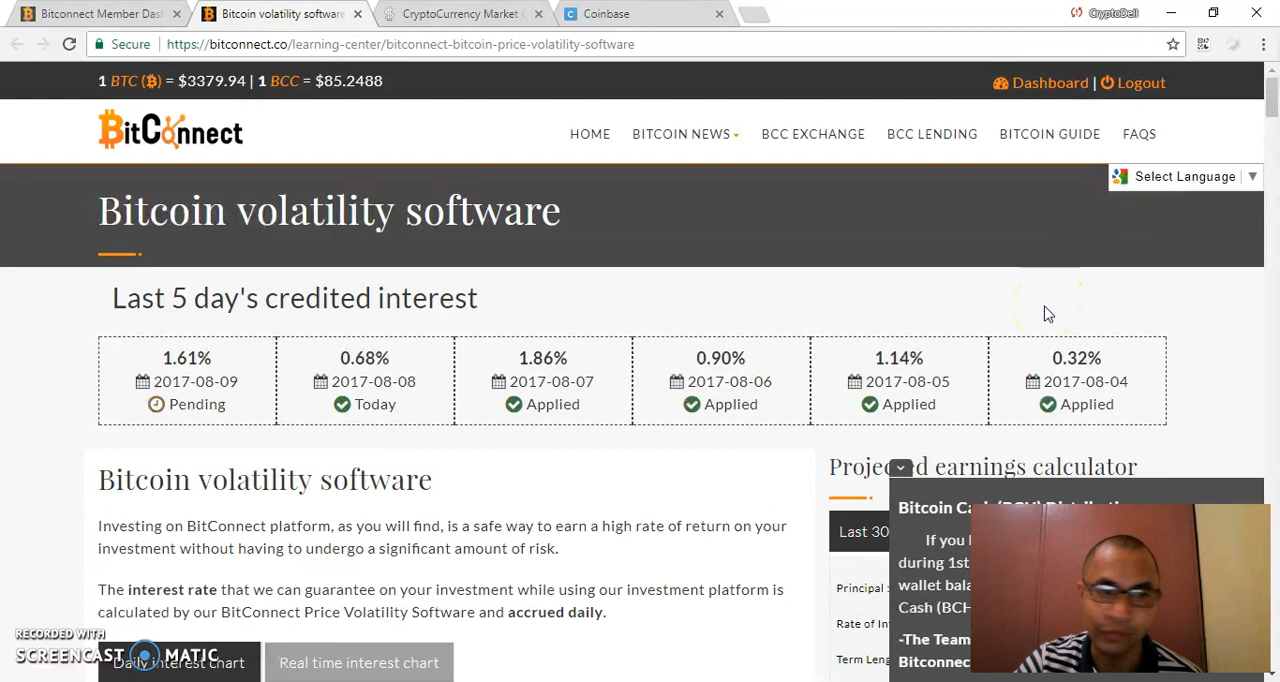 Bitconnect Member Das
Bitcoin volatility software
CryptoCurrency Market C
Coinbase
CryptoDell
Secure
https://bitconnect.co/learning-center/bitconnect-bitcoin-price-volatility-software
1 BTC (₿) = $3379.94 | 1 BCC = $85.2488
Dashboard | Logout
BitConnect
HOME BITCOIN NEWS BCC EXCHANGE BCC LENDING BITCOIN GUIDE FAQS
Select Language ▼
Bitcoin volatility software
Last 5 day's credited interest
1.61% 0.68% 1.86% 0.90% 1.14% 0.32%
2017-08-09 2017-08-08 2017-08-07 2017-08-06 2017-08-05 2017-08-04
Pending Today Applied Applied Applied Applied
Bitcoin volatility software
Investing on BitConnect platform, as you will find, is a safe way to earn a high rate of return on your
investment without having to undergo a significant amount of risk.
The interest rate that we can guarantee on your investment while using our investment platform is
calculated by our BitConnect Price Volatility Software and accrued daily.
Daily interest chart Real time interest chart
Projected earnings calculator
Last 30
Principal :
Rate of In
Term Leng
If you
during 1st
wallet bala
Cash (BCH
-The Team
Bitconnec
RECORDED WITH
SCREENCAST MATIC